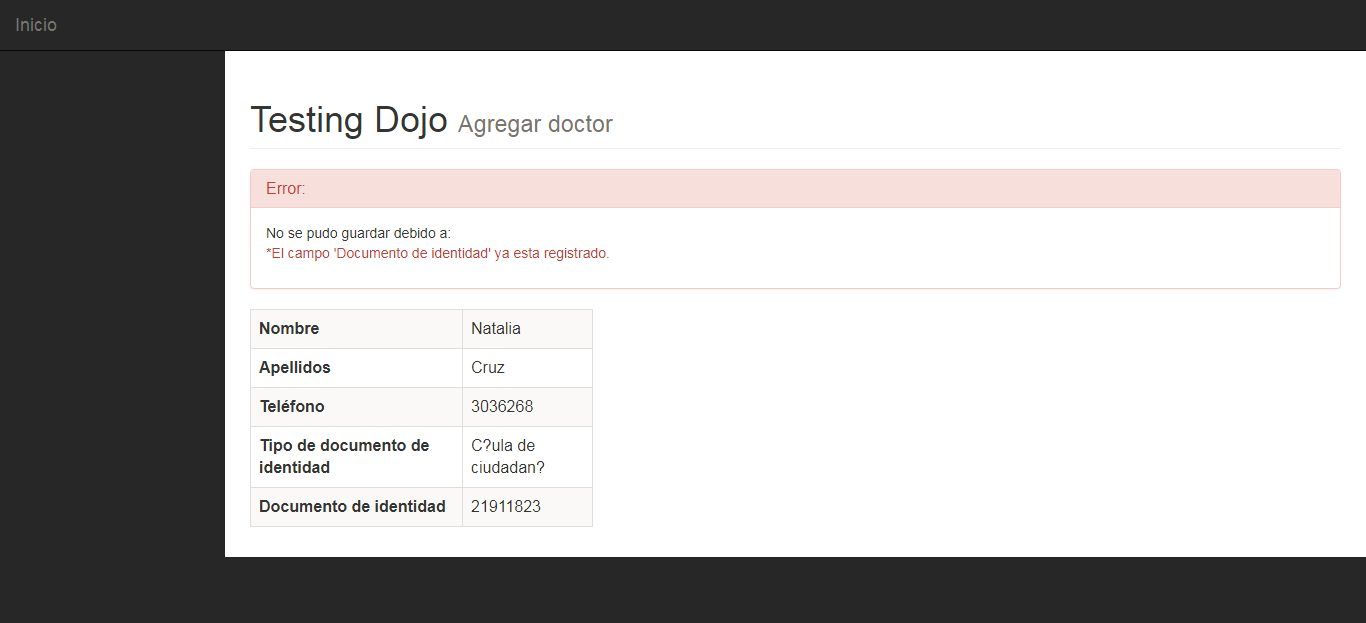 Inicio
Testing Dojo Agregar doctor
Error:
No se pudo guardar debido a:
*El campo 'Documento de identidad' ya esta registrado.
Nombre Natalia
Apellidos Cruz
Teléfono 3036268
Tipo de documento de C?ula de
identidad ciudadan?
Documento de identidad 21911823